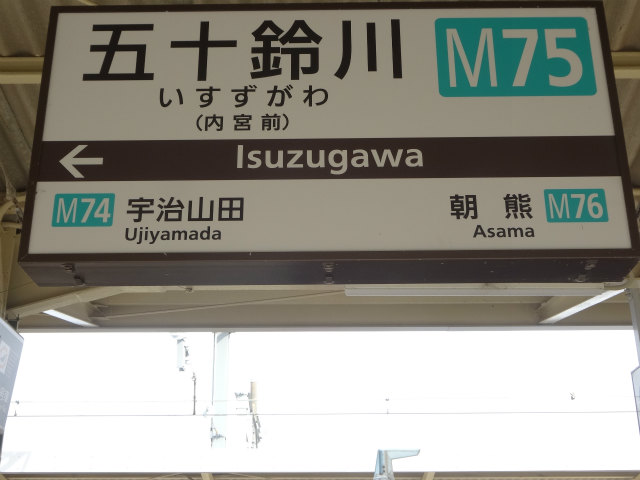 五十鈴川 M75
いすずがわ
(内宮前)
← Isuzugawa
M74 宇治山田 朝熊 M76
Ujiyamada Asama